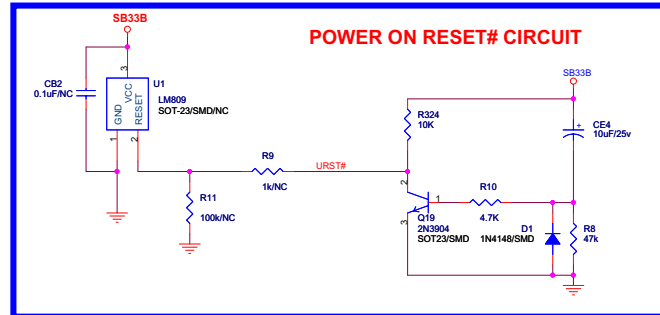 SB33B
POWER ON RESET# CIRCUIT
SB33B
3
CB2
0.1uF/NC
U1
VCC
GND
RESET
LM809
SOT-23/SMD/NC
1
2
R324
10K
+
CE4
10uF/25v
R9
URST#
1k/NC
R11
100k/NC
2
1
3
Q19
2N3904
SOT23/SMD
R10
4.7K
D1
1N4148/SMD
R8
47k